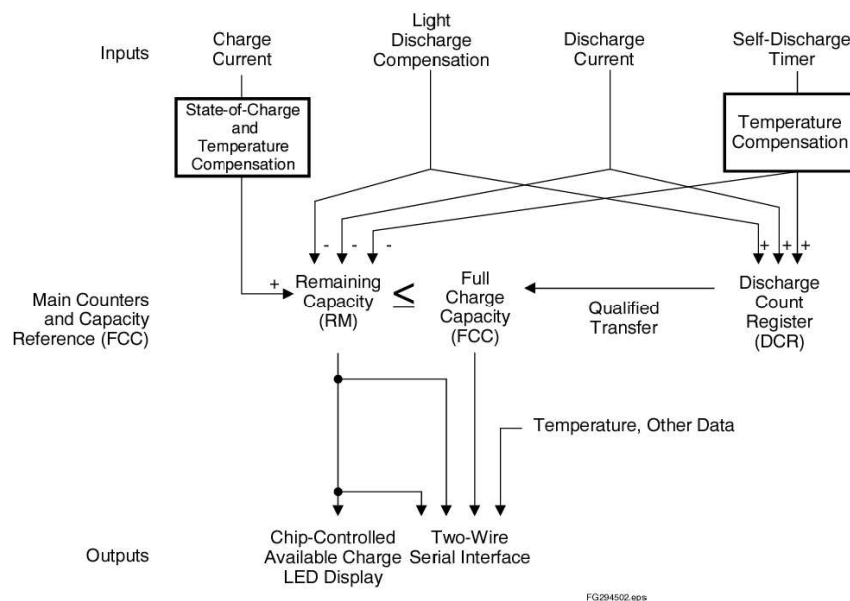 Inputs
Charge
Current
Light
Discharge
Compensation
Discharge
Current
Self-Discharge
Timer
State-of-Charge
and
Temperature
Compensation
Temperature
Compensation
- - -
+ + +
Main Counters
and Capacity
Reference (FCC)
+
Remaining
Capacity
(RM)
≤
Full
Charge
Capacity
(FCC)
Qualified
Transfer
Discharge
Count
Register
(DCR)
Temperature, Other Data
Outputs
Chip-Controlled
Available Charge
LED Display
Two-Wire
Serial Interface
FG294502.eps